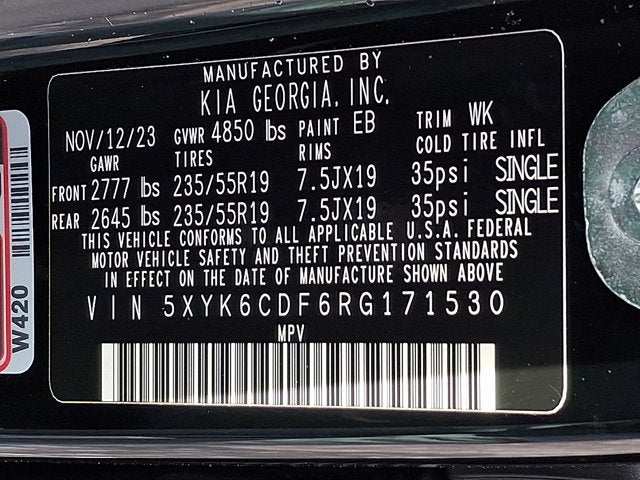 MANUFACTURED BY
KIA GEORGIA, INC.
NOV/12/23 GVWR 4850 lbs PAINT EB TRIM WK
GAWR TIRES RIMS COLD TIRE INFL
FRONT 2777 lbs 235/55R19 7.5JX19 35psi SINGLE
REAR 2645 lbs 235/55R19 7.5JX19 35psi SINGLE
THIS VEHICLE CONFORMS TO ALL APPLICABLE U.S.A. FEDERAL
MOTOR VEHICLE SAFETY AND THEFT PREVENTION STANDARDS
IN EFFECT ON THE DATE OF MANUFACTURE SHOWN ABOVE
VIN 5XYK6CDF6RG171530
MPV
W420